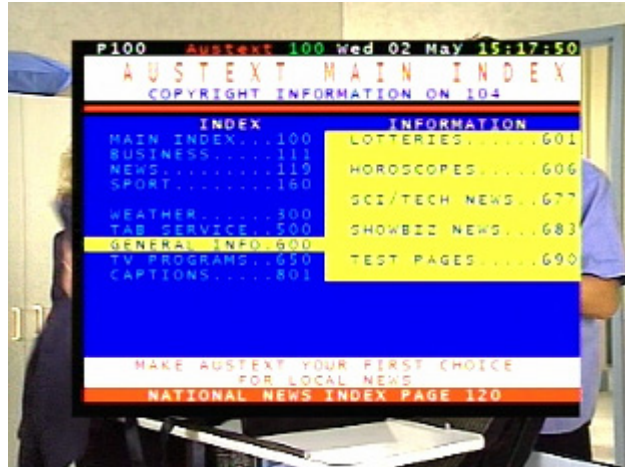 P100 Austext 100 Wed 02 May 15:17:50
AUSTEXT MAIN INDEX
COPYRIGHT INFORMATION ON 104
INDEX
MAIN INDEX...100
BUSINESS.....111
NEWS.........119
SPORT........160
WEATHER......300
TAB SERVICE..500
GENERAL INFO.600
TV PROGRAMS..650
CAPTIONS.....801
INFORMATION
LOTTERIES......601
HOROSCOPES.....606
SCI/TECH NEWS..677
SHOWBIZ NEWS...683
TEST PAGES.....690
MAKE AUSTEXT YOUR FIRST CHOICE
FOR LOCAL NEWS
NATIONAL NEWS INDEX PAGE 120